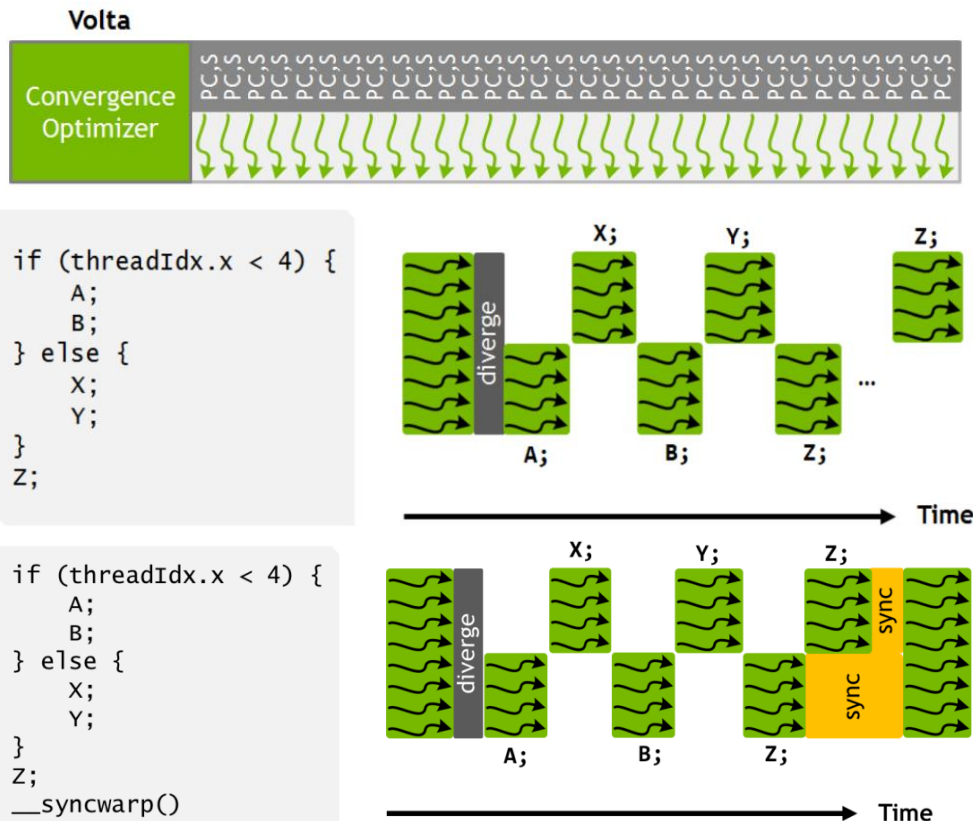 Volta
Convergence
Optimizer
PC,S PC,S PC,S PC,S PC,S PC,S PC,S PC,S PC,S PC,S PC,S PC,S PC,S PC,S PC,S PC,S PC,S PC,S PC,S PC,S PC,S PC,S PC,S PC,S PC,S PC,S PC,S PC,S PC,S PC,S PC,S
if (threadIdx.x < 4) {
A;
B;
} else {
X;
Y;
}
Z;
X;
Y;
Z;
diverge
...
A;
B;
Z;
Time
if (threadIdx.x < 4) {
A;
B;
} else {
X;
Y;
}
Z;
__syncwarp()
X;
Y;
Z;
diverge
sync
sync
A;
B;
Z;
Time